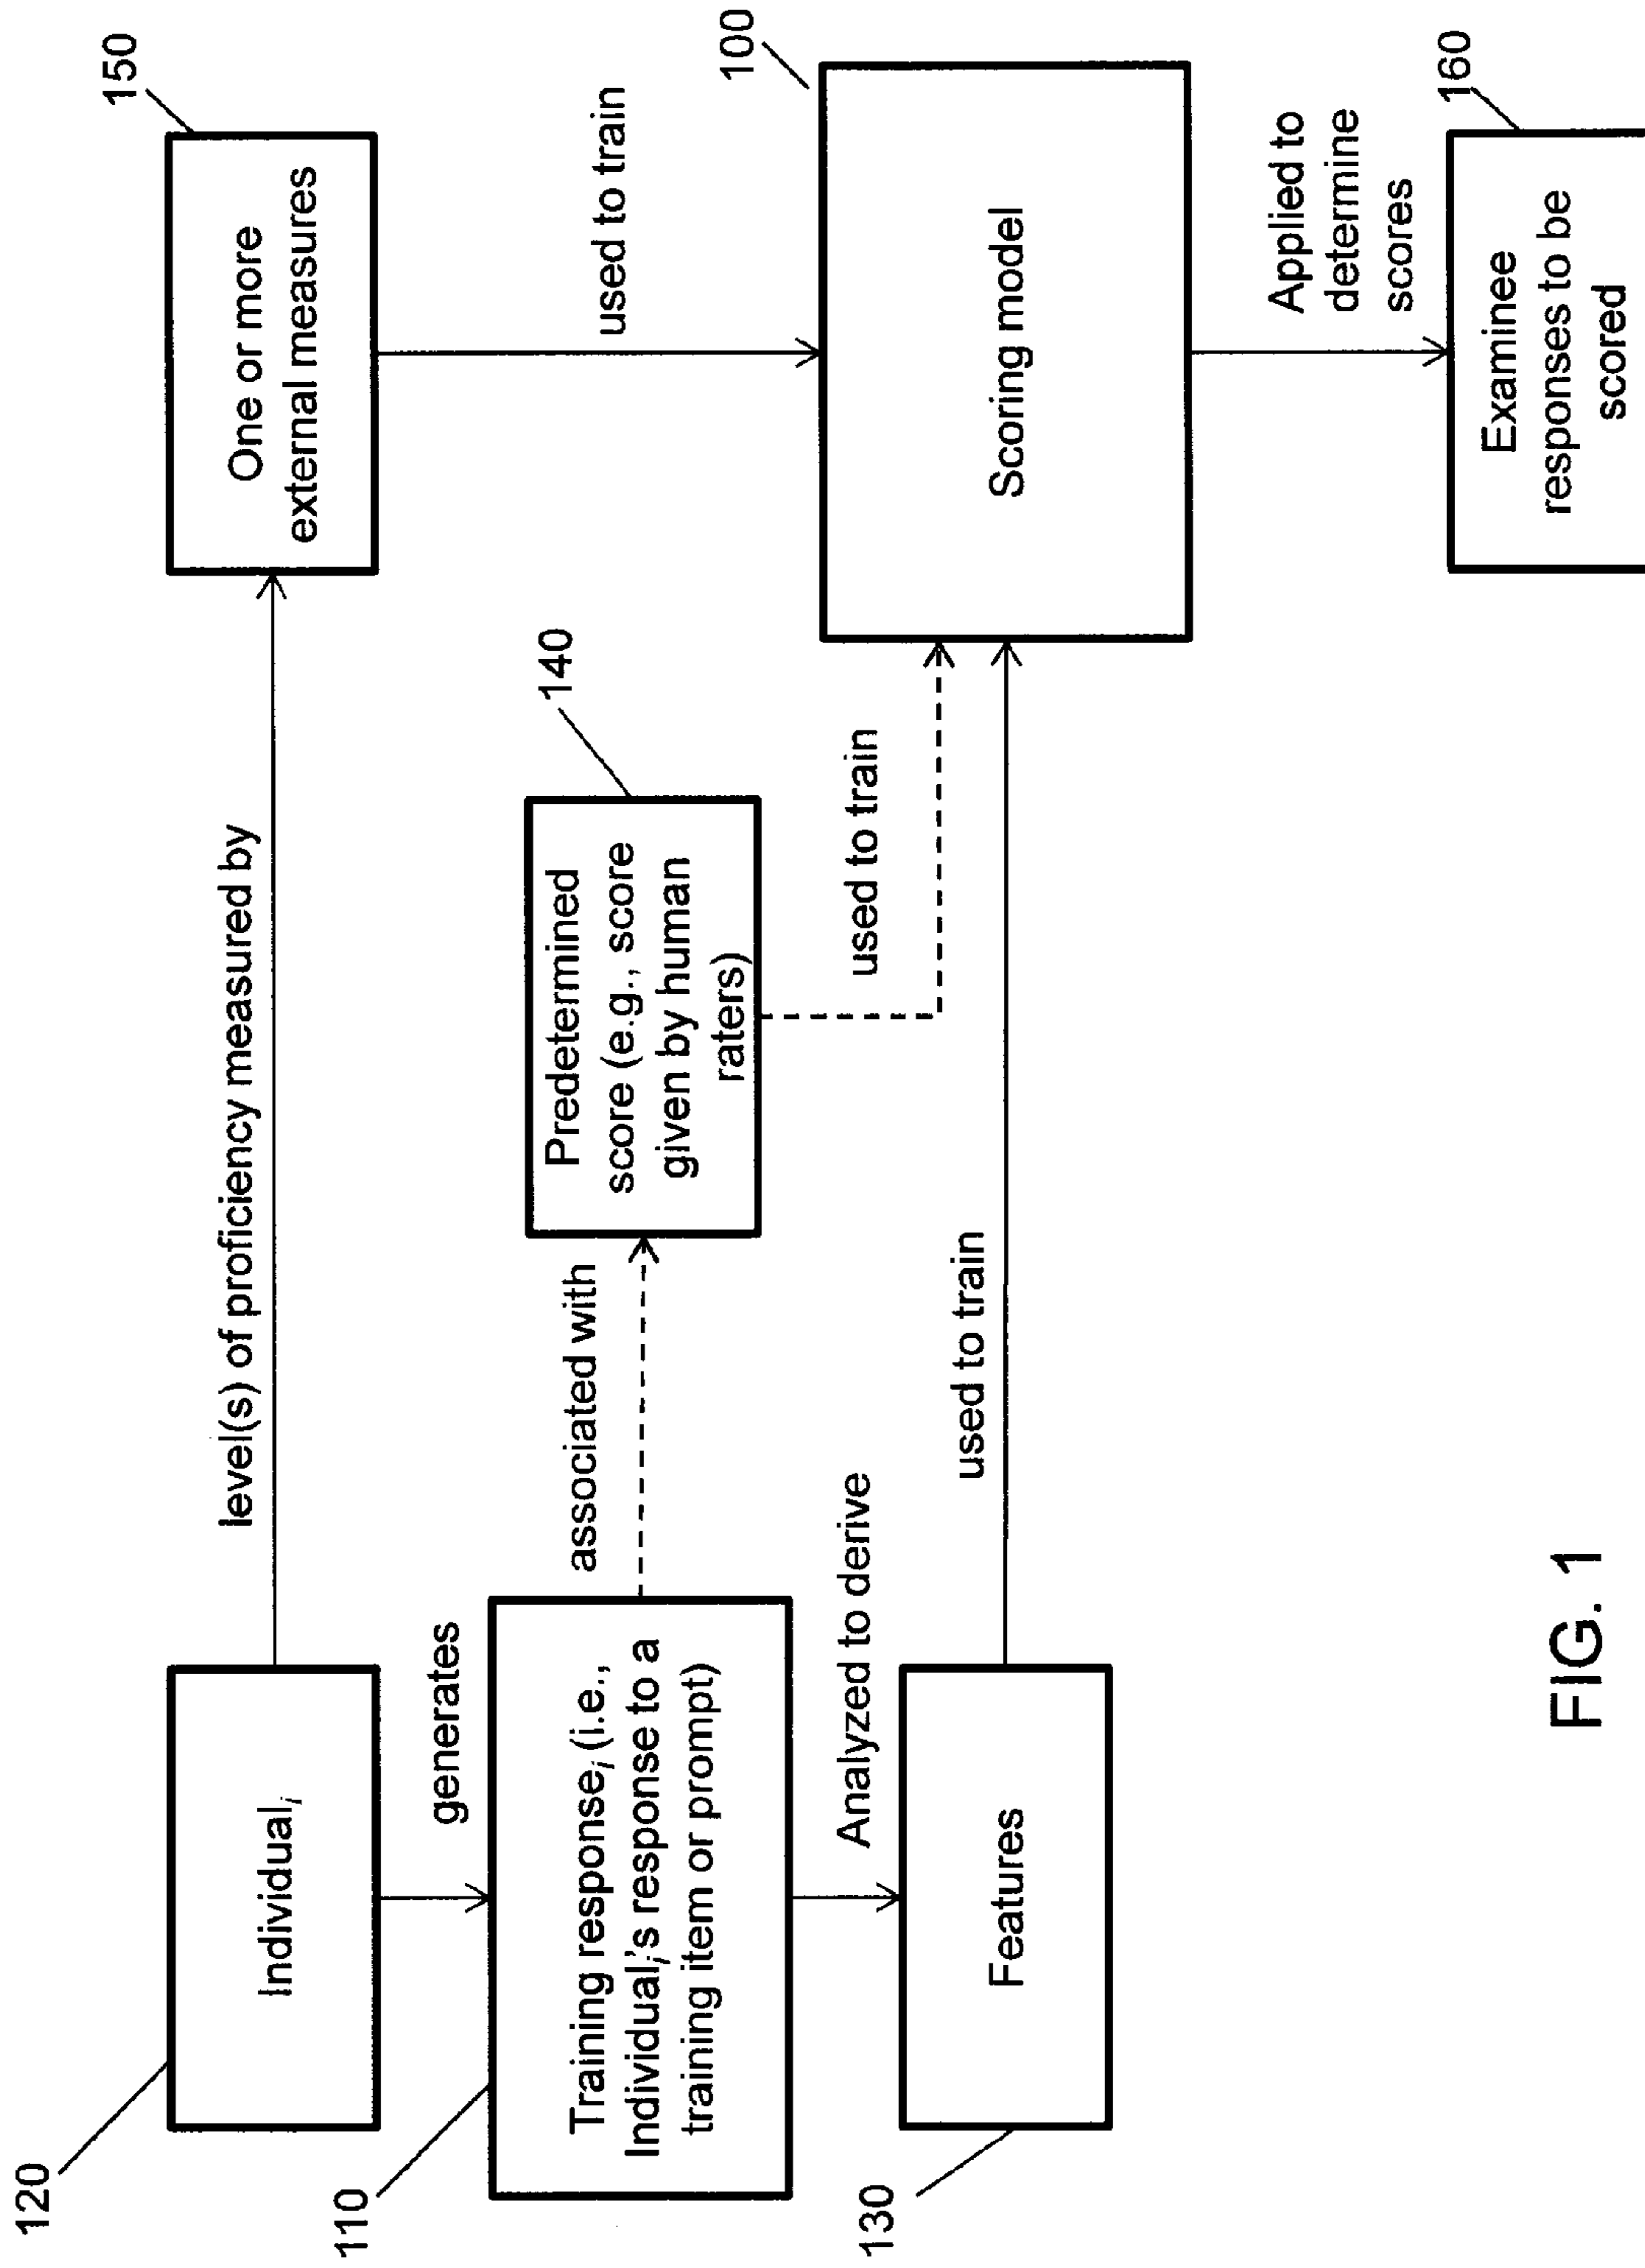 120
Individual i
level(s) of proficiency measured by
150
One or more
external measures
generates
110
Training response i (i.e.,
Individual i's response to a
training item or prompt)
associated with
140
Predetermined
score (e.g., score
given by human
raters)
used to train
used to train
100
Scoring model
Analyzed to derive
130
Features
used to train
Applied to
determine
scores
160
Examinee
responses to be
scored
FIG. 1